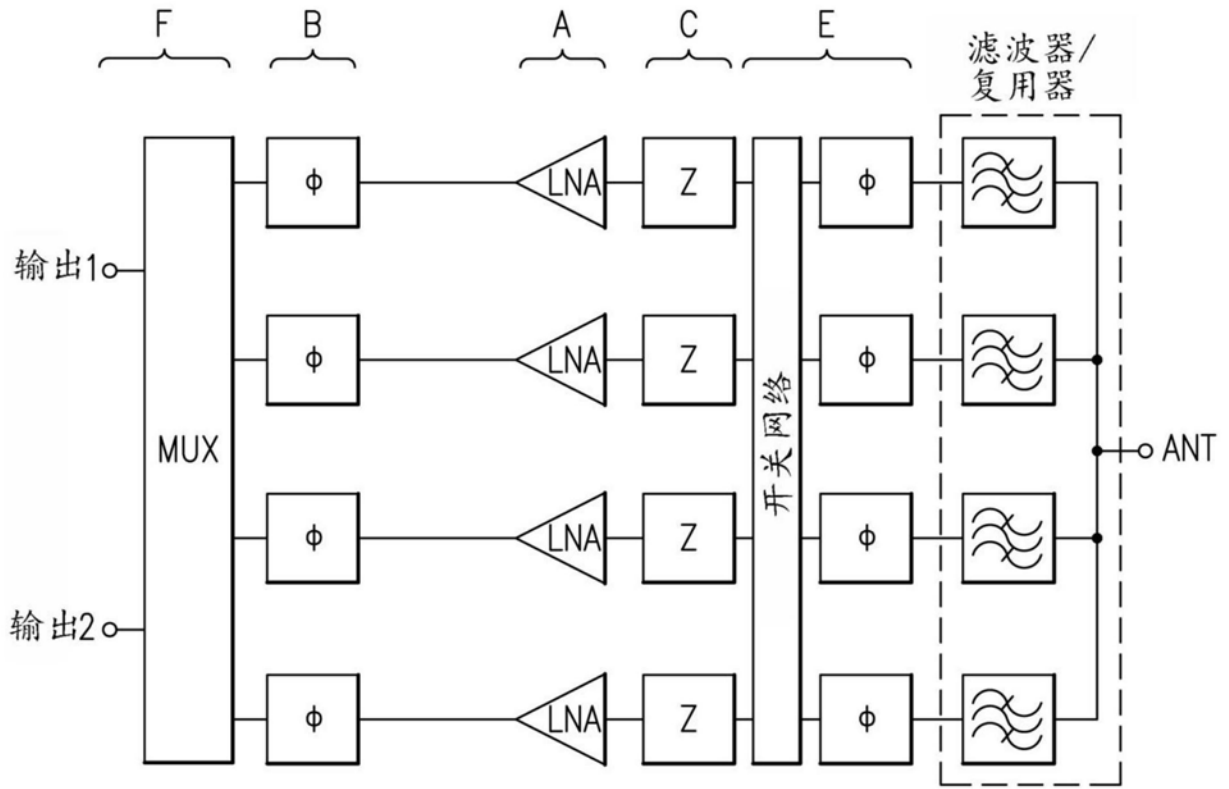 F B A C E
滤波器/
复用器
Φ LNA Z Φ
输出1
Φ LNA Z Φ
MUX
开关网络
ANT
Φ LNA Z Φ
输出2
Φ LNA Z Φ